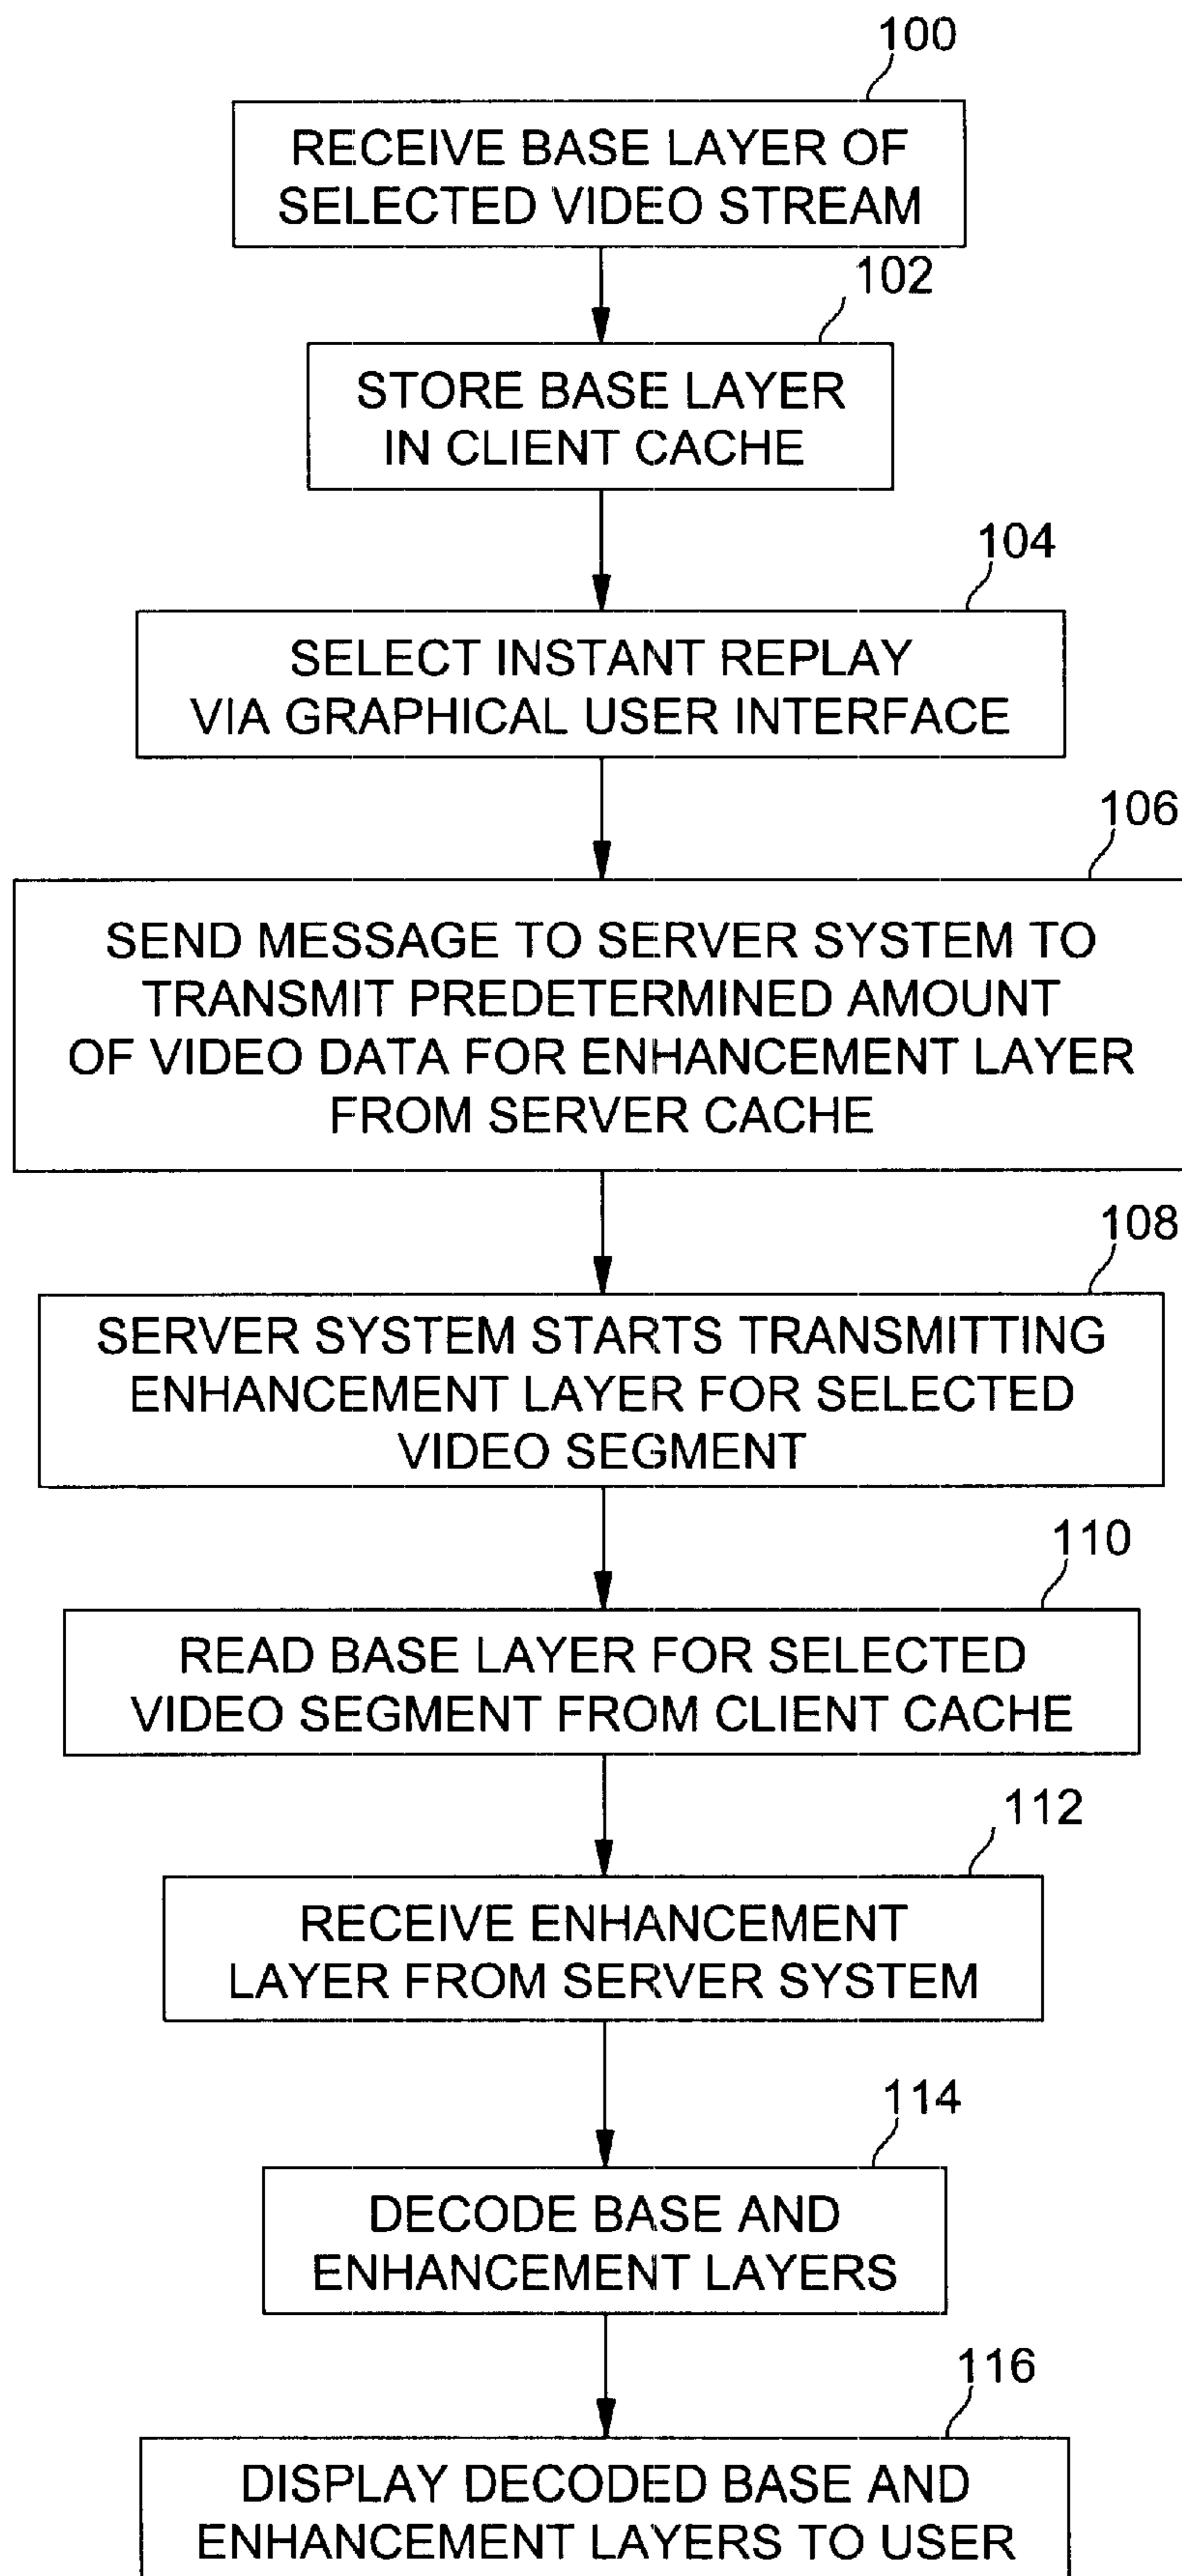 100
RECEIVE BASE LAYER OF
SELECTED VIDEO STREAM
102
STORE BASE LAYER
IN CLIENT CACHE
104
SELECT INSTANT REPLAY
VIA GRAPHICAL USER INTERFACE
106
SEND MESSAGE TO SERVER SYSTEM TO
TRANSMIT PREDETERMINED AMOUNT
OF VIDEO DATA FOR ENHANCEMENT LAYER
FROM SERVER CACHE
108
SERVER SYSTEM STARTS TRANSMITTING
ENHANCEMENT LAYER FOR SELECTED
VIDEO SEGMENT
110
READ BASE LAYER FOR SELECTED
VIDEO SEGMENT FROM CLIENT CACHE
112
RECEIVE ENHANCEMENT
LAYER FROM SERVER SYSTEM
114
DECODE BASE AND
ENHANCEMENT LAYERS
116
DISPLAY DECODED BASE AND
ENHANCEMENT LAYERS TO USER